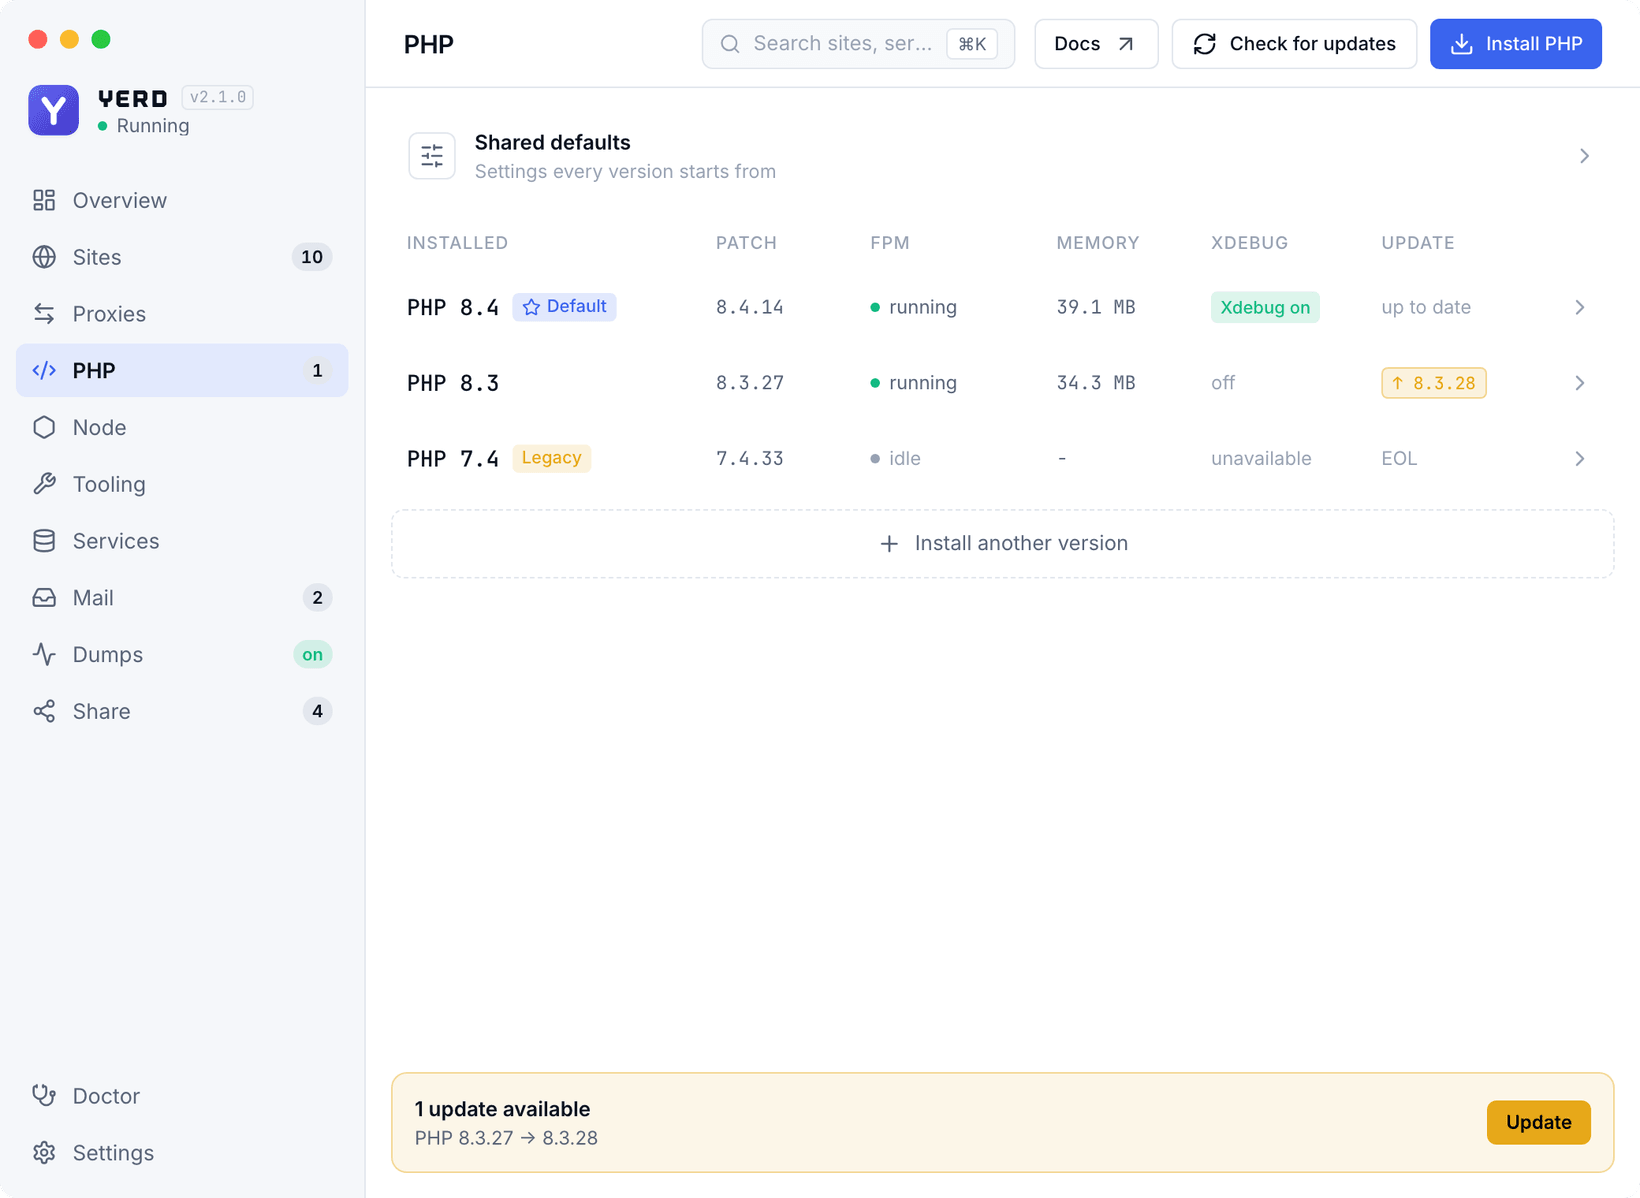 YERD v2.1.0
Running
Overview
Sites 10
Proxies
PHP 1
Node
Tooling
Services
Mail 2
Dumps on
Share 4
Doctor
Settings
PHP
Search sites, ser... ⌘K
Docs
Check for updates
Install PHP
Shared defaults
Settings every version starts from
INSTALLED PATCH FPM MEMORY XDEBUG UPDATE
PHP 8.4 Default 8.4.14 running 39.1 MB Xdebug on up to date
PHP 8.3 8.3.27 running 34.3 MB off ↑ 8.3.28
PHP 7.4 Legacy 7.4.33 idle - unavailable EOL
+ Install another version
1 update available
PHP 8.3.27 → 8.3.28
Update